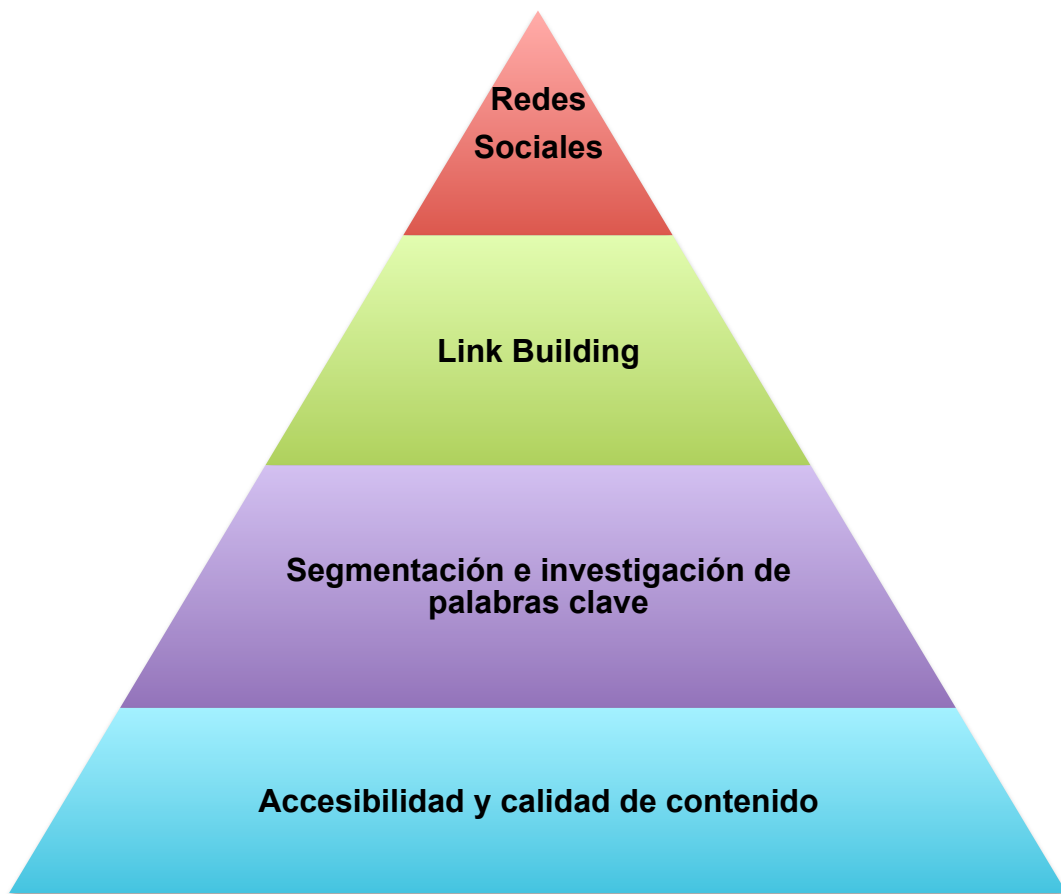 Redes
Sociales
Link Building
Segmentación e investigación de
palabras clave
Accesibilidad y calidad de contenido